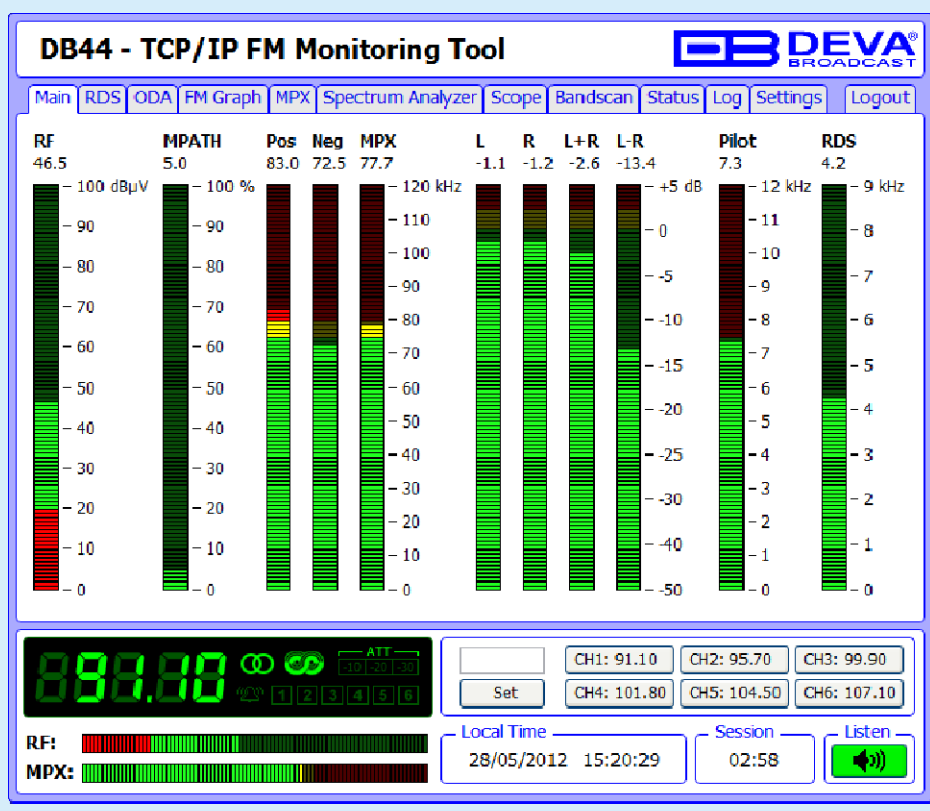 DB44 - TCP/IP FM Monitoring Tool
DEVA®
BROADCAST
Main RDS ODA FM Graph MPX Spectrum Analyzer Scope Bandscan Status Log Settings Logout
RF MPATH Pos Neg MPX L R L+R L-R Pilot RDS
46.5 5.0 83.0 72.5 77.7 -1.1 -1.2 -2.6 -13.4 7.3 4.2
100 dBµV 100 % 120 kHz +5 dB 12 kHz 9 kHz
90 90 110 0 11 8
80 80 100 -5 10 7
70 70 90 -10 9 6
60 60 80 -15 8 5
50 50 70 -20 7 4
40 40 60 -25 6 3
30 30 50 -30 5 2
20 20 40 -40 4 1
10 10 30 -50 3 0
0 0 20 2
10 1
0 0
91.10
ATT
-10 -20 -30
1 2 3 4 5 6
CH1: 91.10 CH2: 95.70 CH3: 99.90
Set CH4: 101.80 CH5: 104.50 CH6: 107.10
RF:
MPX:
Local Time Session Listen
28/05/2012 15:20:29 02:58